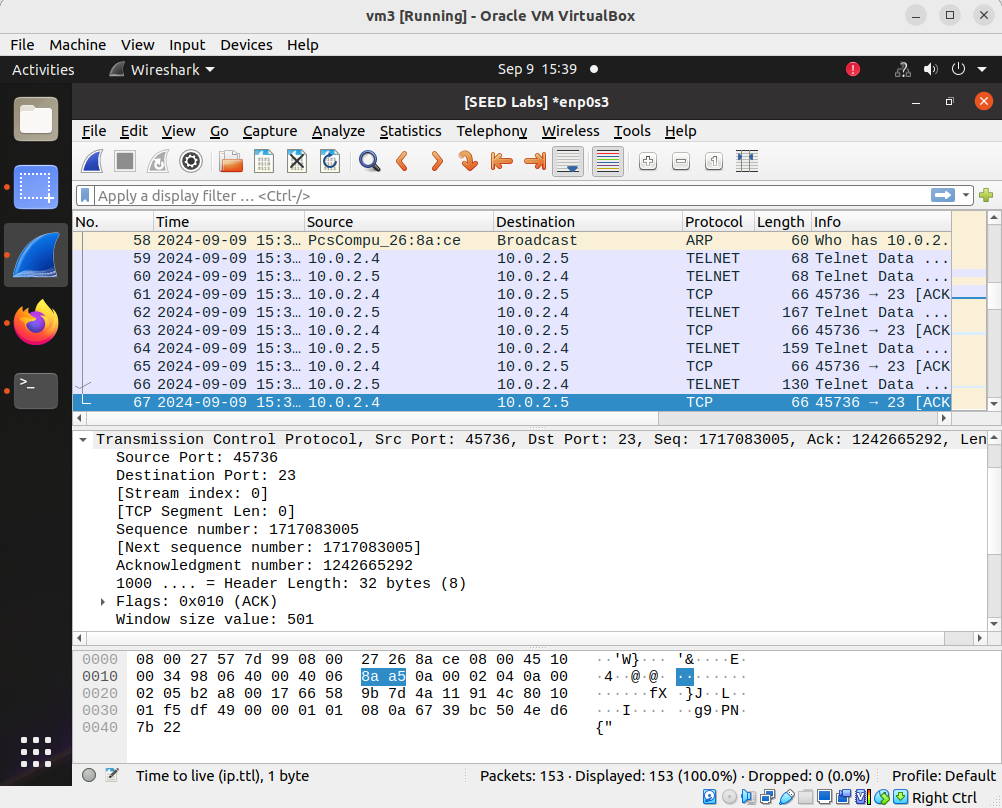 vm3 [Running] - Oracle VM VirtualBox
File Machine View Input Devices Help
Activities Wireshark Sep 9 15:39
[SEED Labs] *enp0s3
File Edit View Go Capture Analyze Statistics Telephony Wireless Tools Help
Apply a display filter … <Ctrl-/>
No. Time Source Destination Protocol Length Info
58 2024-09-09 15:3… PcsCompu_26:8a:ce Broadcast ARP 60 Who has 10.0.2.
59 2024-09-09 15:3… 10.0.2.4 10.0.2.5 TELNET 68 Telnet Data ...
60 2024-09-09 15:3… 10.0.2.5 10.0.2.4 TELNET 68 Telnet Data ...
61 2024-09-09 15:3… 10.0.2.4 10.0.2.5 TCP 66 45736 → 23 [ACK
62 2024-09-09 15:3… 10.0.2.5 10.0.2.4 TELNET 167 Telnet Data ...
63 2024-09-09 15:3… 10.0.2.4 10.0.2.5 TCP 66 45736 → 23 [ACK
64 2024-09-09 15:3… 10.0.2.5 10.0.2.4 TELNET 159 Telnet Data ...
65 2024-09-09 15:3… 10.0.2.4 10.0.2.5 TCP 66 45736 → 23 [ACK
66 2024-09-09 15:3… 10.0.2.5 10.0.2.4 TELNET 130 Telnet Data ...
67 2024-09-09 15:3… 10.0.2.4 10.0.2.5 TCP 66 45736 → 23 [ACK
Transmission Control Protocol, Src Port: 45736, Dst Port: 23, Seq: 1717083005, Ack: 1242665292, Len
Source Port: 45736
Destination Port: 23
[Stream index: 0]
[TCP Segment Len: 0]
Sequence number: 1717083005
[Next sequence number: 1717083005]
Acknowledgment number: 1242665292
1000 .... = Header Length: 32 bytes (8)
Flags: 0x010 (ACK)
Window size value: 501
0000 08 00 27 57 7d 99 08 00 27 26 8a ce 08 00 45 10 ··'W}··· '&····E·
0010 00 34 98 06 40 00 40 06 8a a5 0a 00 02 04 0a 00 ·4··@·@· ········
0020 02 05 b2 a8 00 17 66 58 9b 7d 4a 11 91 4c 80 10 ······fX ·}J··L··
0030 01 f5 df 49 00 00 01 01 08 0a 67 39 bc 50 4e d6 ···I···· ··g9·PN·
0040 7b 22 {"
Time to live (ip.ttl), 1 byte Packets: 153 · Displayed: 153 (100.0%) · Dropped: 0 (0.0%) Profile: Default
Right Ctrl